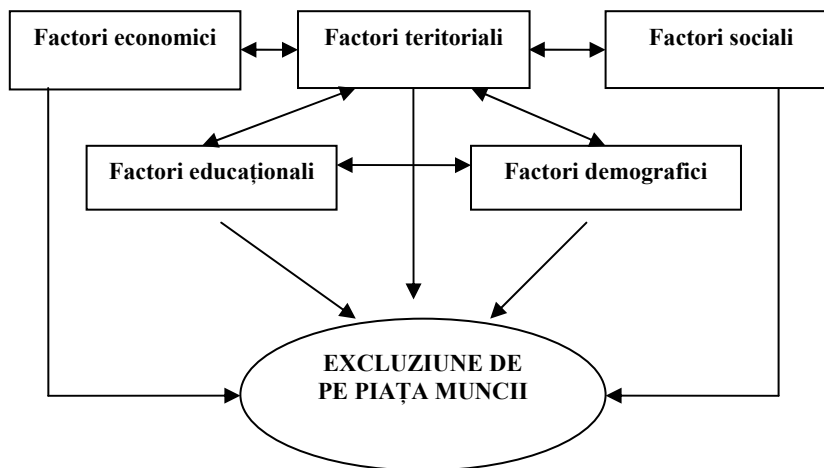 Factori economici
Factori teritoriali
Factori sociali
Factori educaționali
Factori demografici
EXCLUZIUNE DE
PE PIAȚA MUNCII